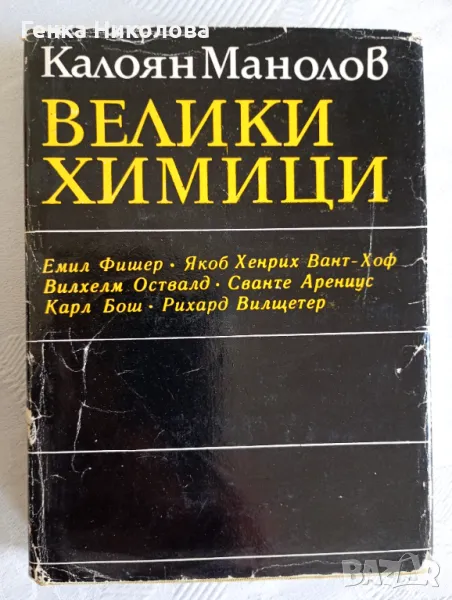 Генка Николова
Калоян Манолов
ВЕЛИКИ
ХИМИЦИ
Емил Фишер · Якоб Хенрих Вант-Хоф
Вилхелм Оствалд · Сванте Арениус
Карл Бош · Рихард Вилщетер
BAZAR